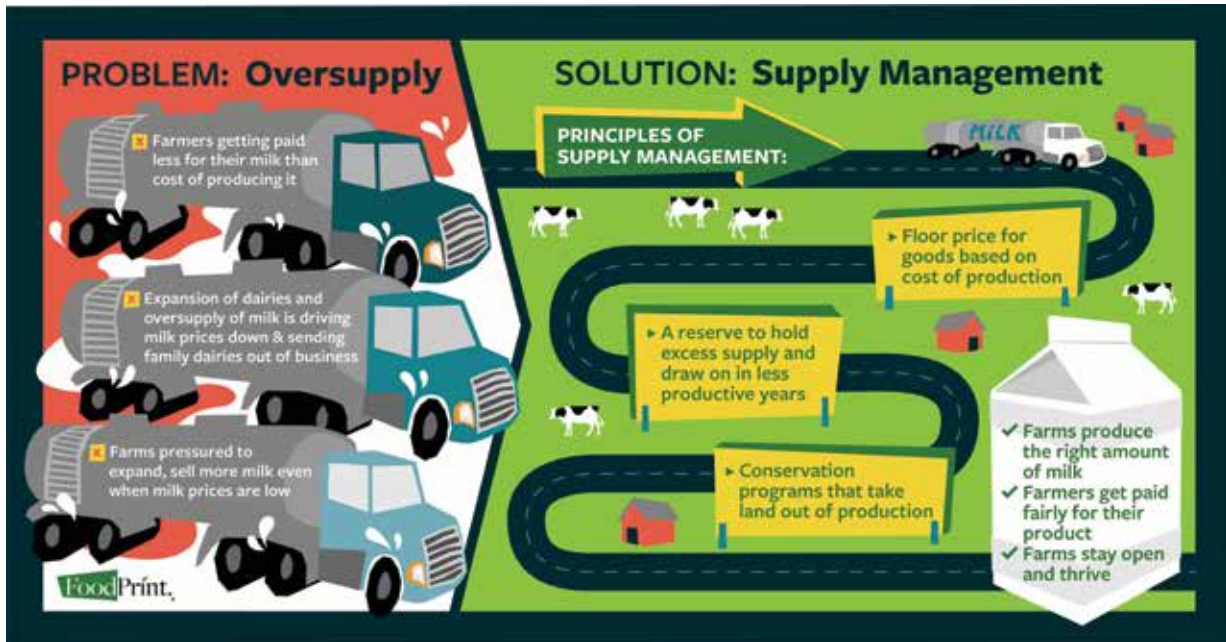 PROBLEM: Oversupply
x Farmers getting paid
less for their milk than
cost of producing it
x Expansion of dairies and
oversupply of milk is driving
milk prices down & sending
family dairies out of business
x Farms pressured to
expand, sell more milk even
when milk prices are low
FoodPrint.
SOLUTION: Supply Management
PRINCIPLES OF
SUPPLY MANAGEMENT:
MILK
▸ Floor price for
goods based on
cost of production
▸ A reserve to hold
excess supply and
draw on in less
productive years
▸ Conservation
programs that take
land out of production
✓ Farms produce
the right amount
of milk
✓ Farmers get paid
fairly for their
product
✓ Farms stay open
and thrive